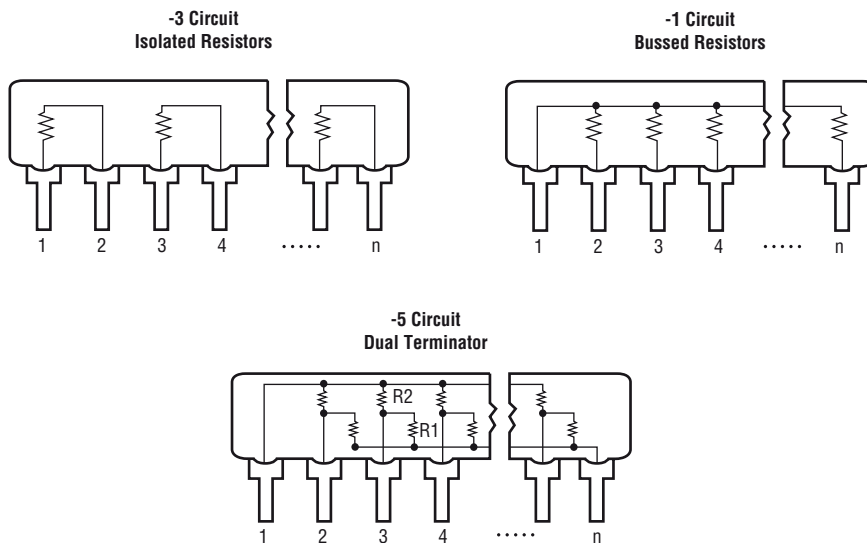 -3 Circuit
Isolated Resistors
1 2 3 4 ..... n
-1 Circuit
Bussed Resistors
1 2 3 4 ..... n
-5 Circuit
Dual Terminator
R2
R1
1 2 3 4 ..... n